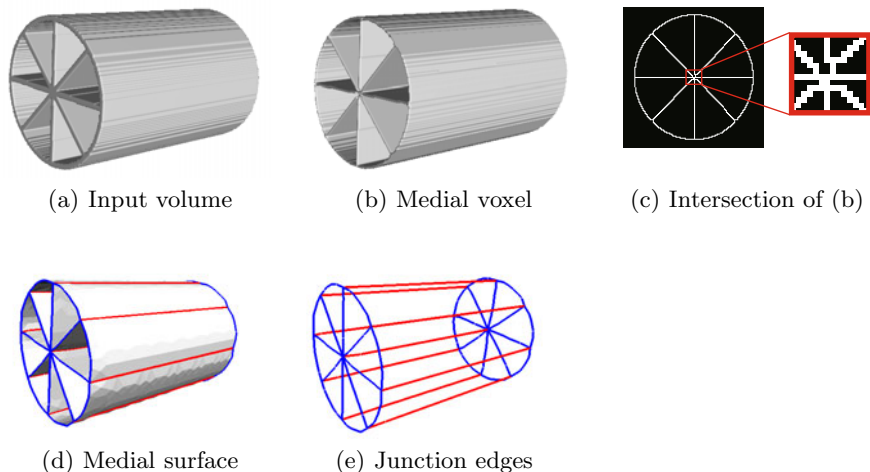 (a) Input volume
(b) Medial voxel
(c) Intersection of (b)
(d) Medial surface
(e) Junction edges